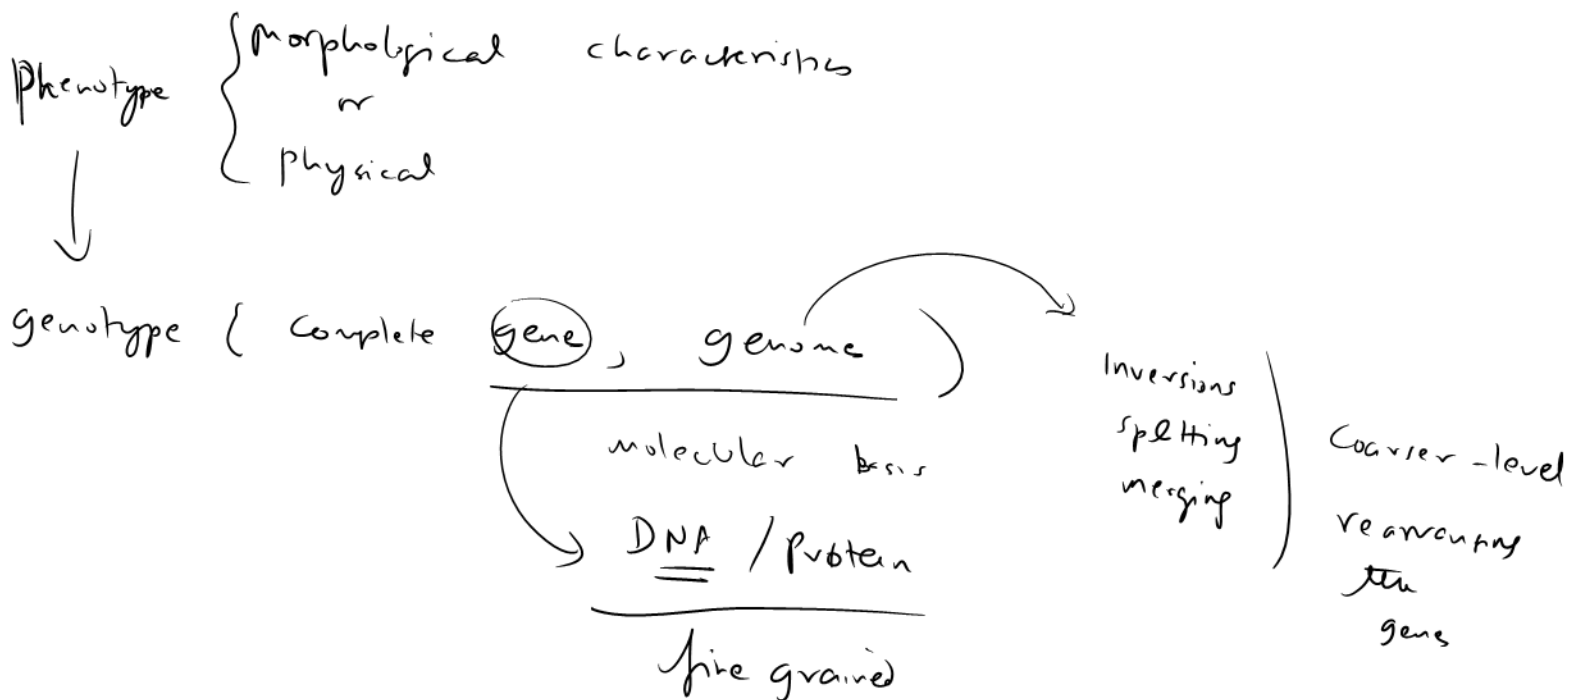 Phenotype { morphological characteristics
or
physical
genotype { complete gene, genome )
molecular basis
DNA / protein
fine grained
Inversions
splitting
merging
Coarser-level
rearranging
the
genes